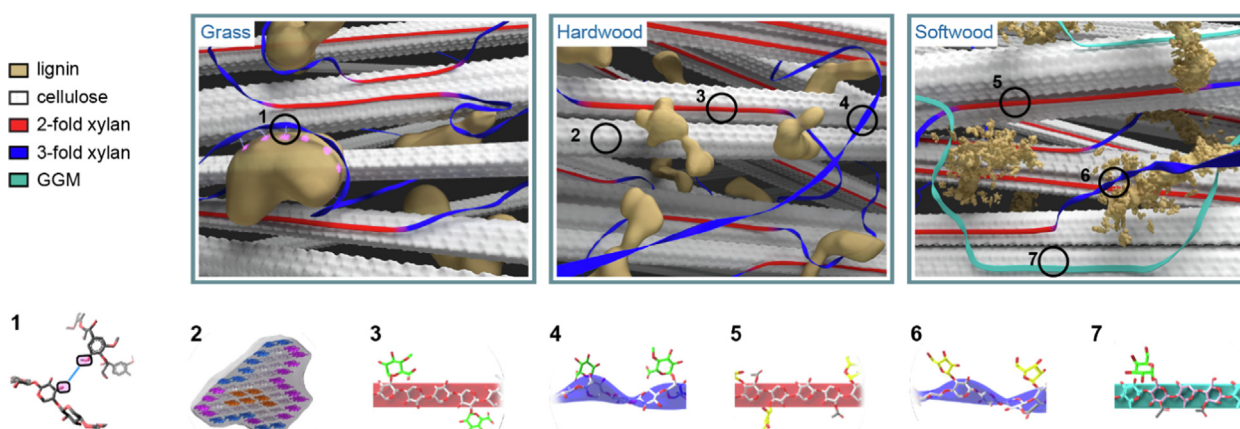 Grass
Hardwood
Softwood
lignin
cellulose
2-fold xylan
3-fold xylan
GGM
1
2
3
4
5
6
7
1
2
3
4
5
6
7